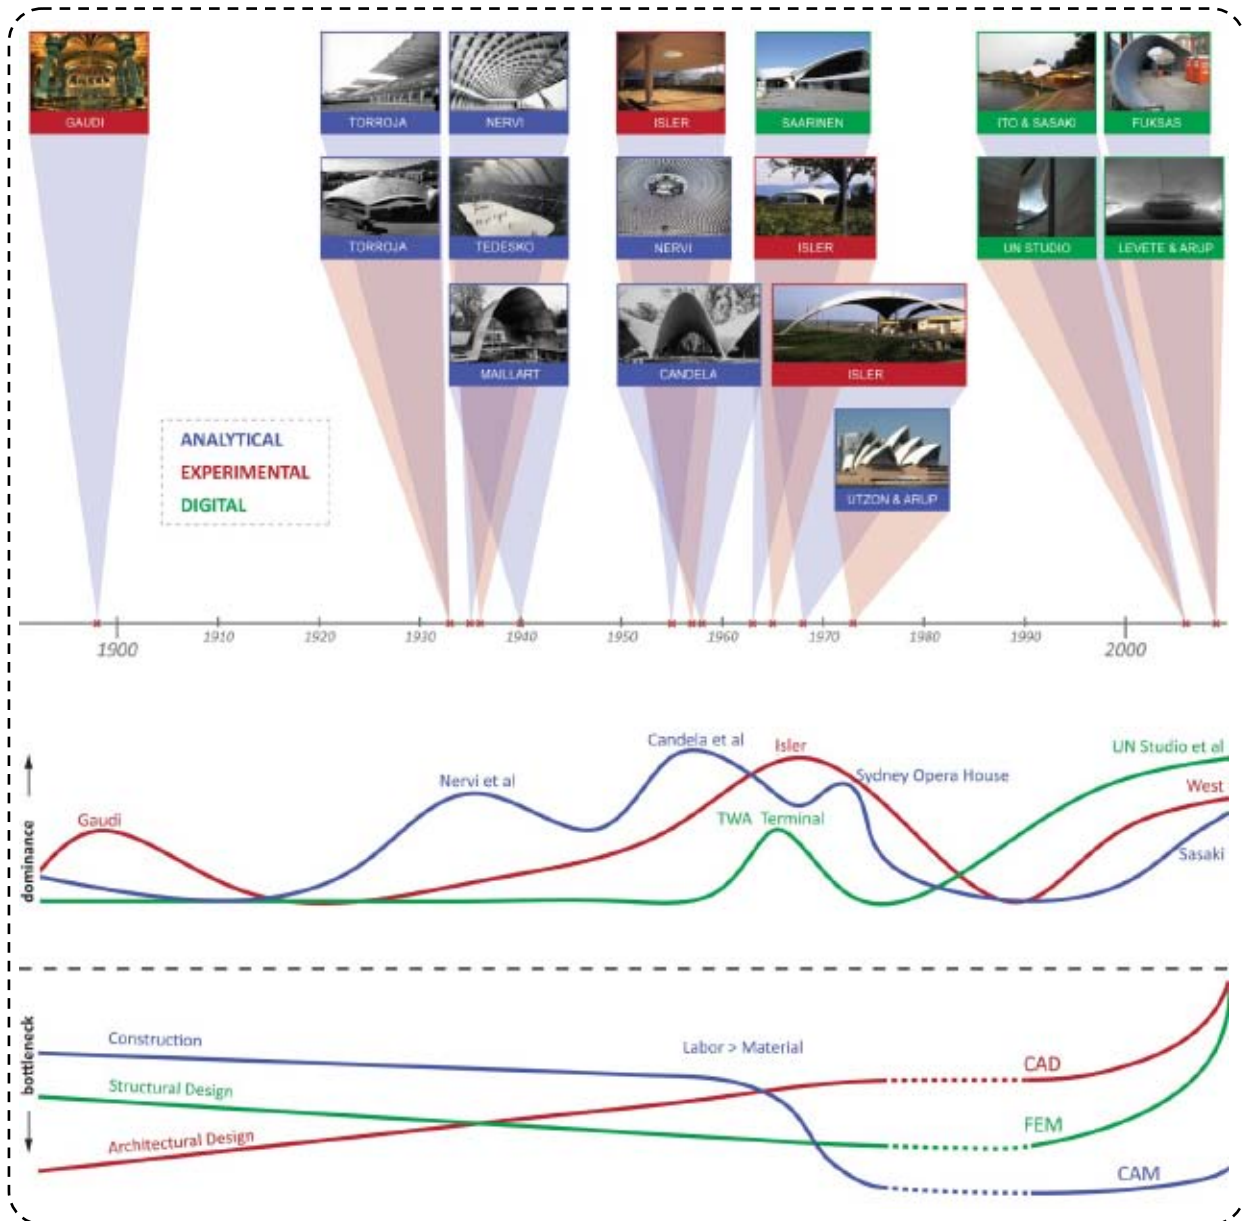 GAUDI
TORROJA
NERVI
ISLER
SAARINEN
ITO & SASAKI
FUKSAS
TORROJA
TEDESKO
NERVI
ISLER
UN STUDIO
LEVETE & ARUP
MAILLART
CANDELA
ISLER
UTZON & ARUP
ANALYTICAL
EXPERIMENTAL
DIGITAL
1900
1910
1920
1930
1940
1950
1960
1970
1980
1990
2000
dominance
Gaudi
Nervi et al
Candela et al
Isler
Sydney Opera House
TWA Terminal
UN Studio et al
West
Sasaki
bottleneck
Construction
Structural Design
Architectural Design
Labor > Material
CAD
FEM
CAM